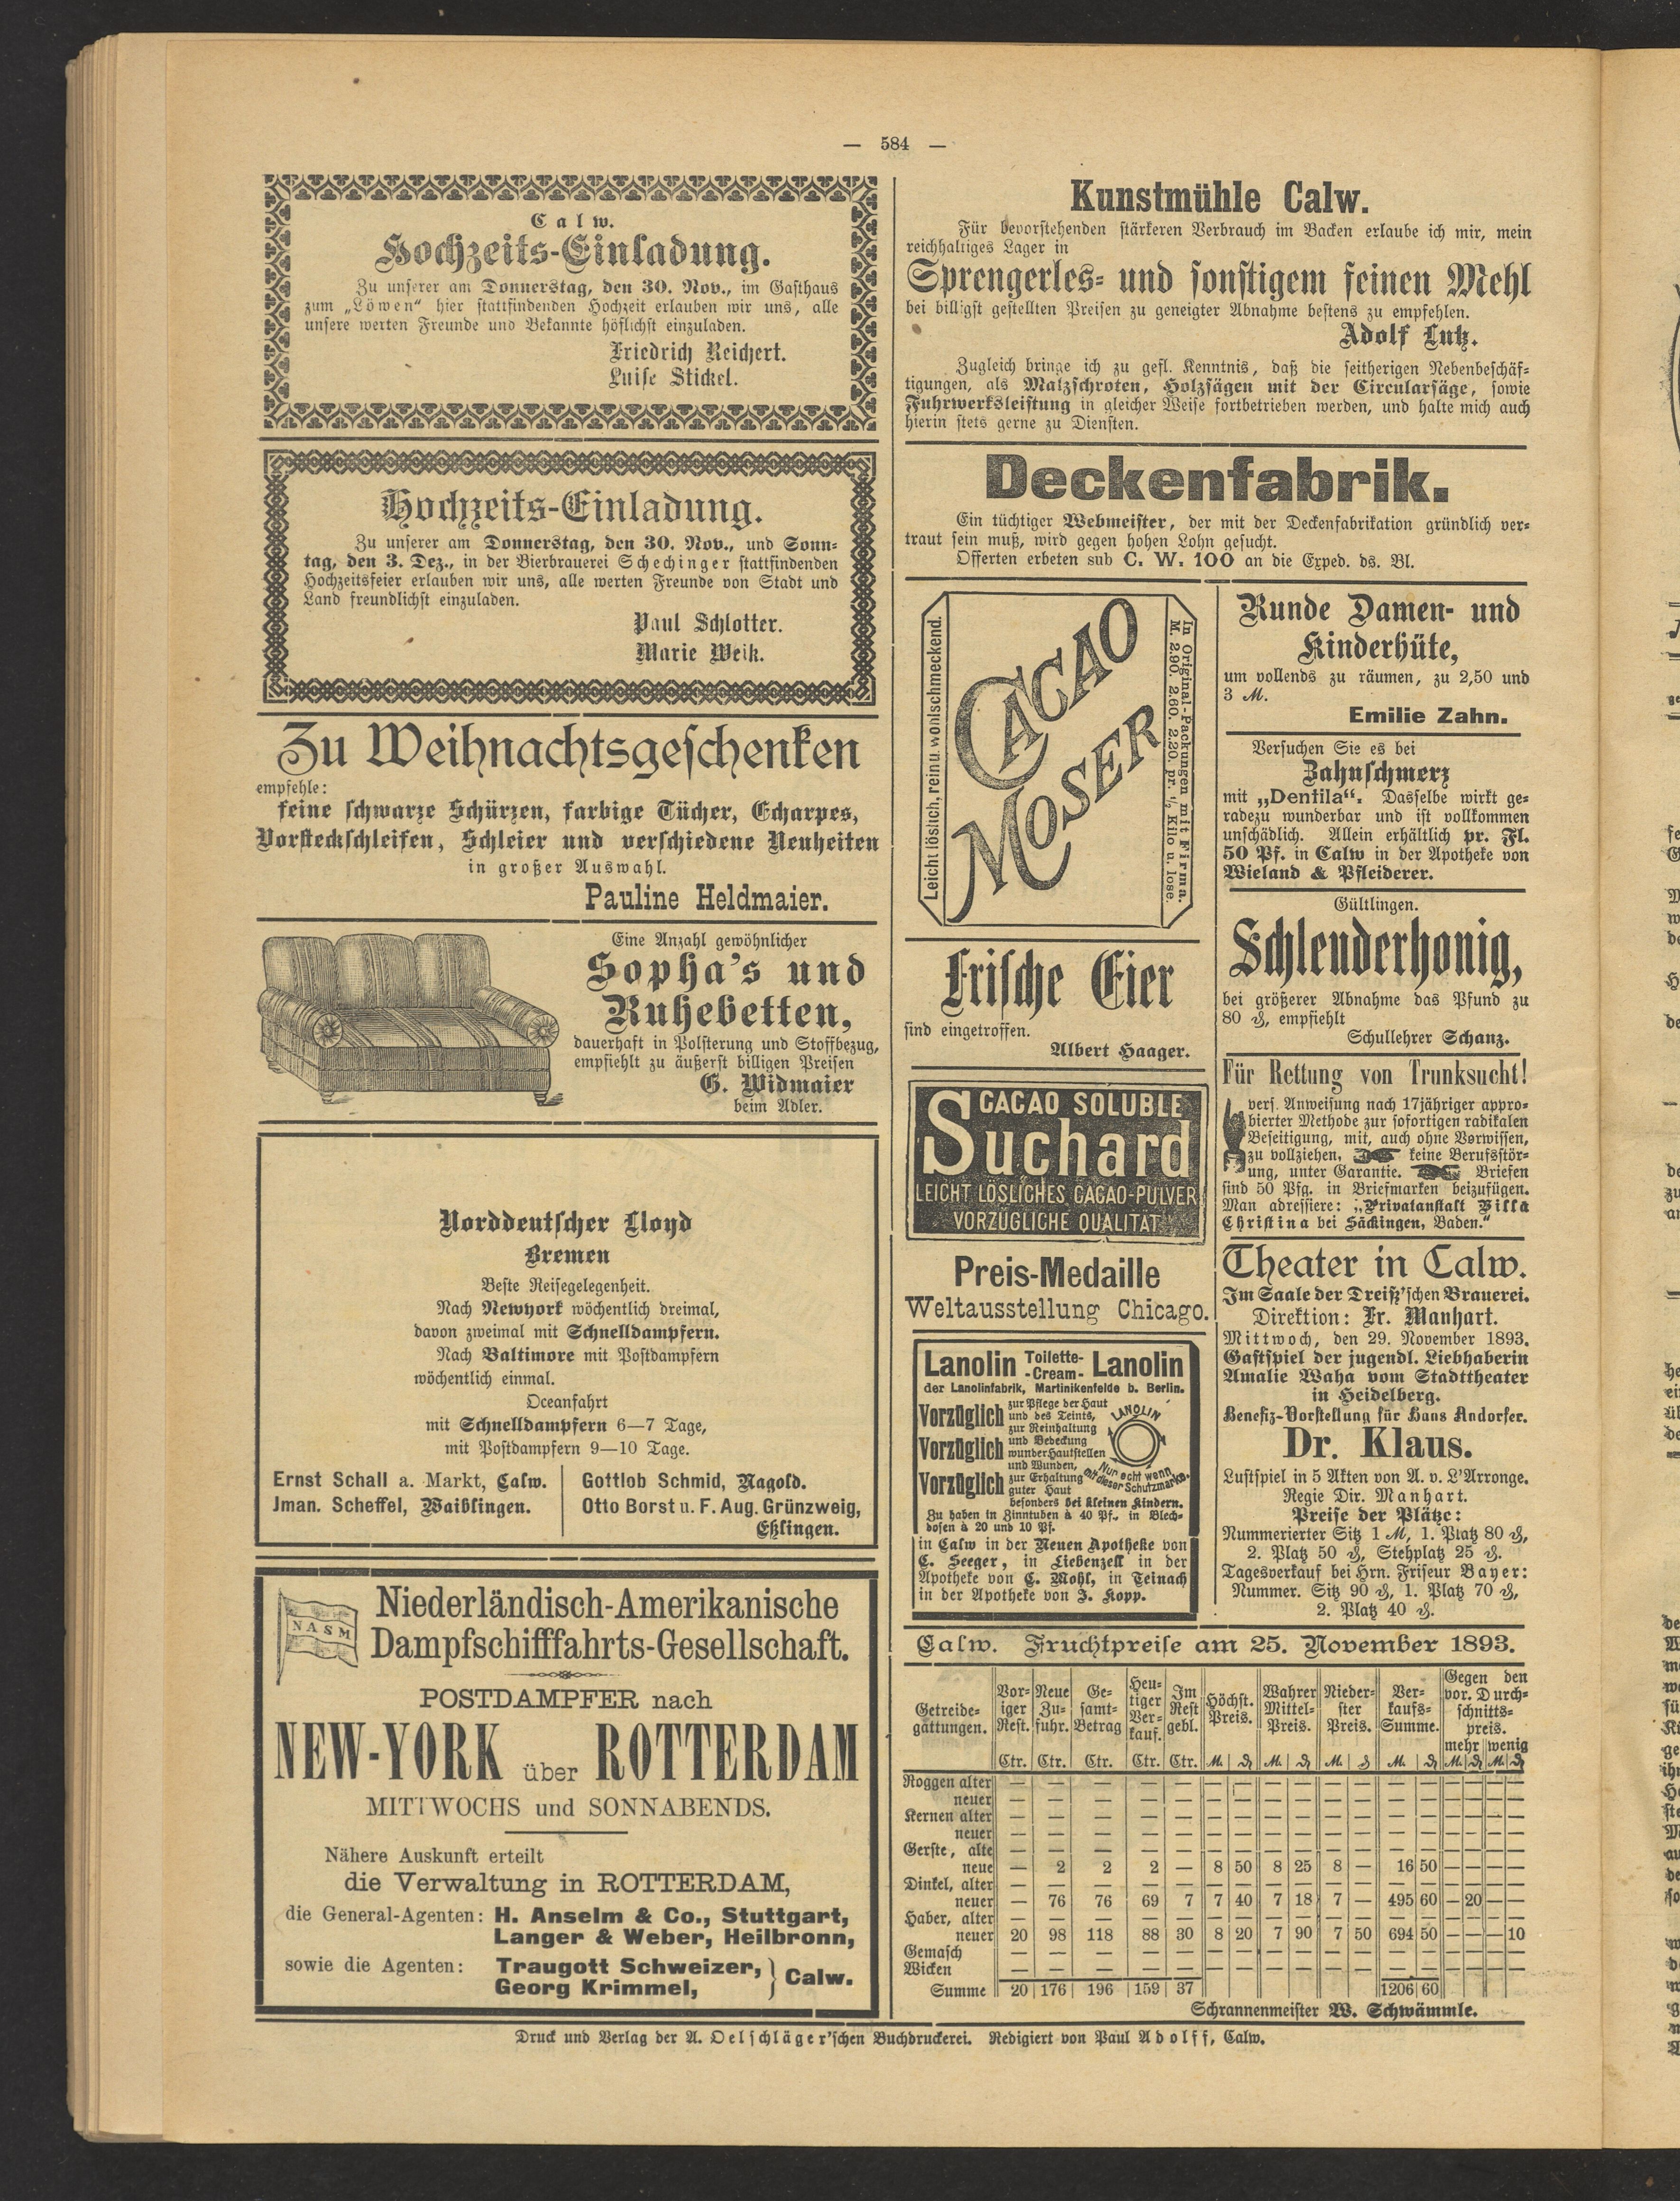 — 584 —
Calw.
Hochzeits-Einladung.
Zu unserer am Donnerstag, den 30. Nov., im Gasthaus
zum „Löwen“ hier stattfindenden Hochzeit erlauben wir uns, alle
unsere werten Freunde und Bekannte höflichst einzuladen.
Friedrich Reichert.
Luise Stickel.
Hochzeits-Einladung.
Zu unserer am Donnerstag, den 30. Nov., und Sonn-
tag, den 3. Dez., in der Bierbrauerei Schechinger stattfindenden
Hochzeitsfeier erlauben wir uns, alle werten Freunde von Stadt und
Land freundlichst einzuladen.
Paul Schlotter.
Marie Weik.
Zu Weihnachtsgeschenken
empfehle:
feine schwarze Schürzen, farbige Tücher, Echarpes,
Vorsteckschleifen, Schleier und verschiedene Neuheiten
in großer Auswahl.
Pauline Heldmaier.
Eine Anzahl gewöhnlicher
Sopha's und
Ruhebetten,
dauerhaft in Polsterung und Stoffbezug,
empfiehlt zu äußerst billigen Preisen
G. Widmaier
beim Adler.
Norddeutscher Lloyd
Bremen
Beste Reisegelegenheit.
Nach Newyork wöchentlich dreimal,
davon zweimal mit Schnelldampfern.
Nach Baltimore mit Postdampfern
wöchentlich einmal.
Oceanfahrt
mit Schnelldampfern 6—7 Tage,
mit Postdampfern 9—10 Tage.
Ernst Schall a. Markt, Calw.
Jman. Scheffel, Waiblingen.
Gottlob Schmid, Nagold.
Otto Borst u. F. Aug. Grünzweig,
Eßlingen.
NASM
Niederländisch-Amerikanische
Dampfschifffahrts-Gesellschaft.
POSTDAMPFER nach
NEW-YORK über ROTTERDAM
MITTWOCHS und SONNABENDS.
Nähere Auskunft erteilt
die Verwaltung in ROTTERDAM,
die General-Agenten: H. Anselm & Co., Stuttgart,
Langer & Weber, Heilbronn,
sowie die Agenten: Traugott Schweizer,
Georg Krimmel, } Calw.
Kunstmühle Calw.
Für bevorstehenden stärkeren Verbrauch im Backen erlaube ich mir, mein
reichhaltiges Lager in
Sprengerles- und sonstigem feinen Mehl
bei billigst gestellten Preisen zu geneigter Abnahme bestens zu empfehlen.
Adolf Lutz.
Zugleich bringe ich zu gefl. Kenntnis, daß die seitherigen Nebenbeschäf-
tigungen, als Malzschroten, Holzsägen mit der Circularsäge, sowie
Fuhrwerksleistung in gleicher Weise fortbetrieben werden, und halte mich auch
hierin stets gerne zu Diensten.
Deckenfabrik.
Ein tüchtiger Webmeister, der mit der Deckenfabrikation gründlich ver-
traut sein muß, wird gegen hohen Lohn gesucht.
Offerten erbeten sub C. W. 100 an die Exped. ds. Bl.
Leicht löslich, rein u. wohlschmeckend.
CACAO
MOSER
In Original-Packungen mit Firma.
M. 2.90. 2.60. 2.20. pr. 1/2 Kilo u. lose.
Frische Eier
sind eingetroffen.
Albert Haager.
CACAO SOLUBLE
Suchard
LEICHT LÖSLICHES CACAO-PULVER
VORZÜGLICHE QUALITÄT
Preis-Medaille
Weltausstellung Chicago.
Lanolin Toilette-Cream- Lanolin
der Lanolinfabrik, Martinikenfelde b. Berlin.
Vorzüglich zur Pflege der Haut
und des Teints,
Vorzüglich zur Reinhaltung
und Bedeckung
wunder Hautstellen
und Wunden,
Vorzüglich zur Erhaltung
guter Haut
besonders bei kleinen Kindern.
LANOLIN
Nur echt wenn
mit dieser Schutzmarke.
Zu haben in Zinntuben à 40 Pf., in Blech-
dosen à 20 und 10 Pf.
in Calw in der Neuen Apotheke von
C. Seeger, in Liebenzell in der
Apotheke von C. Mohl, in Teinach
in der Apotheke von J. Kopp.
Runde Damen- und
Kinderhüte,
um vollends zu räumen, zu 2,50 und
3 M.
Emilie Zahn.
Versuchen Sie es bei
Zahnschmerz
mit „Dentila“. Dasselbe wirkt ge-
radezu wunderbar und ist vollkommen
unschädlich. Allein erhältlich pr. Fl.
50 Pf. in Calw in der Apotheke von
Wieland & Pfleiderer.
Gültlingen.
Schleuderhonig,
bei größerer Abnahme das Pfund zu
80 ₰, empfiehlt
Schullehrer Schanz.
Für Rettung von Trunksucht!
vers. Anweisung nach 17jähriger appro-
bierter Methode zur sofortigen radikalen
Beseitigung, mit, auch ohne Vorwissen,
zu vollziehen, keine Berufsstör-
ung, unter Garantie. Briefen
sind 50 Pfg. in Briefmarken beizufügen.
Man adressiere: „Privatanstalt Villa
Christina bei Säckingen, Baden.“
Theater in Calw.
Im Saale der Dreiß'schen Brauerei.
Direktion: Fr. Manhart.
Mittwoch, den 29. November 1893.
Gastspiel der jugendl. Liebhaberin
Amalie Waha vom Stadttheater
in Heidelberg.
Benefiz-Vorstellung für Hans Andorfer.
Dr. Klaus.
Lustspiel in 5 Akten von A. v. L'Arronge.
Regie Dir. Manhart.
Preise der Plätze:
Nummerierter Sitz 1 M, 1. Platz 80 ₰,
2. Platz 50 ₰, Stehplatz 25 ₰.
Tagesverkauf bei Hrn. Friseur Bayer:
Nummer. Sitz 90 ₰, 1. Platz 70 ₰,
2. Platz 40 ₰.
Calw. Fruchtpreise am 25. November 1893.
Getreide-gattungen. | Vor-iger Rest. | Neue Zu-fuhr. | Ge-samt-Betrag | Heu-tiger Ver-kauf. | Im Rest gebl. | Höchst. Preis. | Wahrer Mittel-Preis. | Nieder-ster Preis. | Ver-kaufs-Summe. | Gegen den vor. Durch-schnitts-preis. mehr wenig
Ctr. | Ctr. | Ctr. | Ctr. | Ctr. | M. | ₰ | M. | ₰ | M. | ₰ | M. | ₰ | M. | ₰ | M. | ₰
Roggen alter — — — — — — — — — — — — — — — — —
neuer — — — — — — — — — — — — — — — — —
Kernen alter — — — — — — — — — — — — — — — — —
neuer — — — — — — — — — — — — — — — — —
Gerste, alte — — — — — — — — — — — — — — — — —
neue — 2 2 2 — 8 50 8 25 8 — 16 50 — — — —
Dinkel, alter — — — — — — — — — — — — — — — — —
neuer — 76 76 69 7 7 40 7 18 7 — 495 60 — 20 — —
Haber, alter — — — — — — — — — — — — — — — — —
neuer 20 98 118 88 30 8 20 7 90 7 50 694 50 — — — 10
Gemasch — — — — — — — — — — — — — — — — —
Wicken — — — — — — — — — — — — — — — — —
Summe 20 176 196 159 37 1206 60
Schrannenmeister W. Schwämmle.
Druck und Verlag der A. Oelschläger'schen Buchdruckerei. Redigiert von Paul Adolff, Calw.